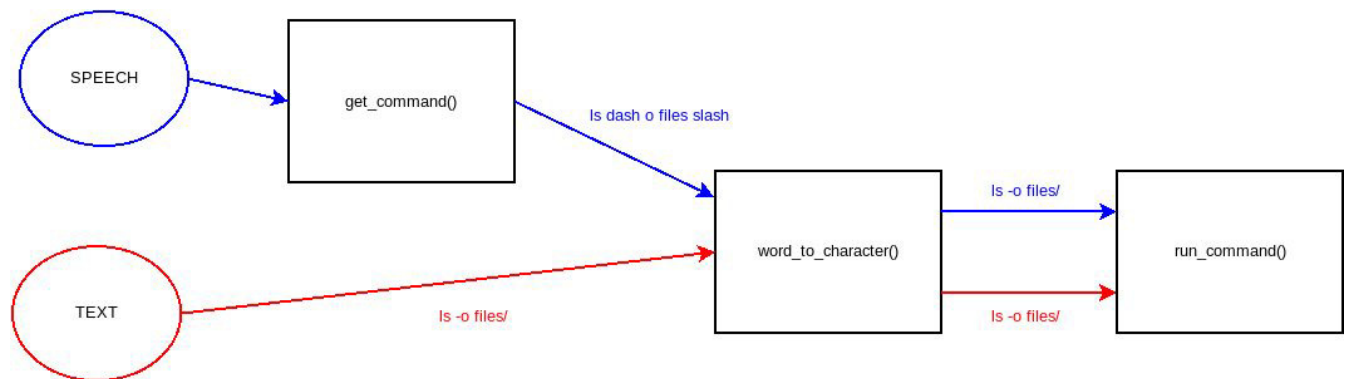 SPEECH
get_command()
ls dash o files slash
ls -o files/
word_to_character()
run_command()
TEXT
ls -o files/
ls -o files/